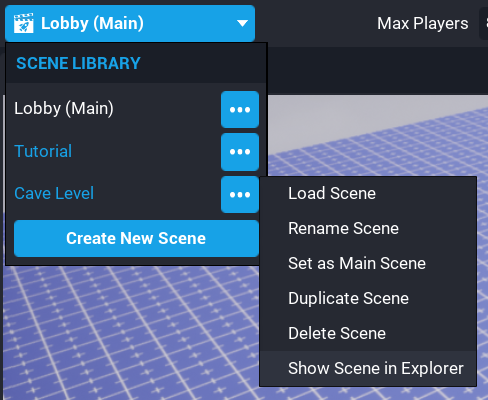 Lobby (Main)
Max Players
SCENE LIBRARY
Lobby (Main)
Tutorial
Cave Level
Create New Scene
Load Scene
Rename Scene
Set as Main Scene
Duplicate Scene
Delete Scene
Show Scene in Explorer